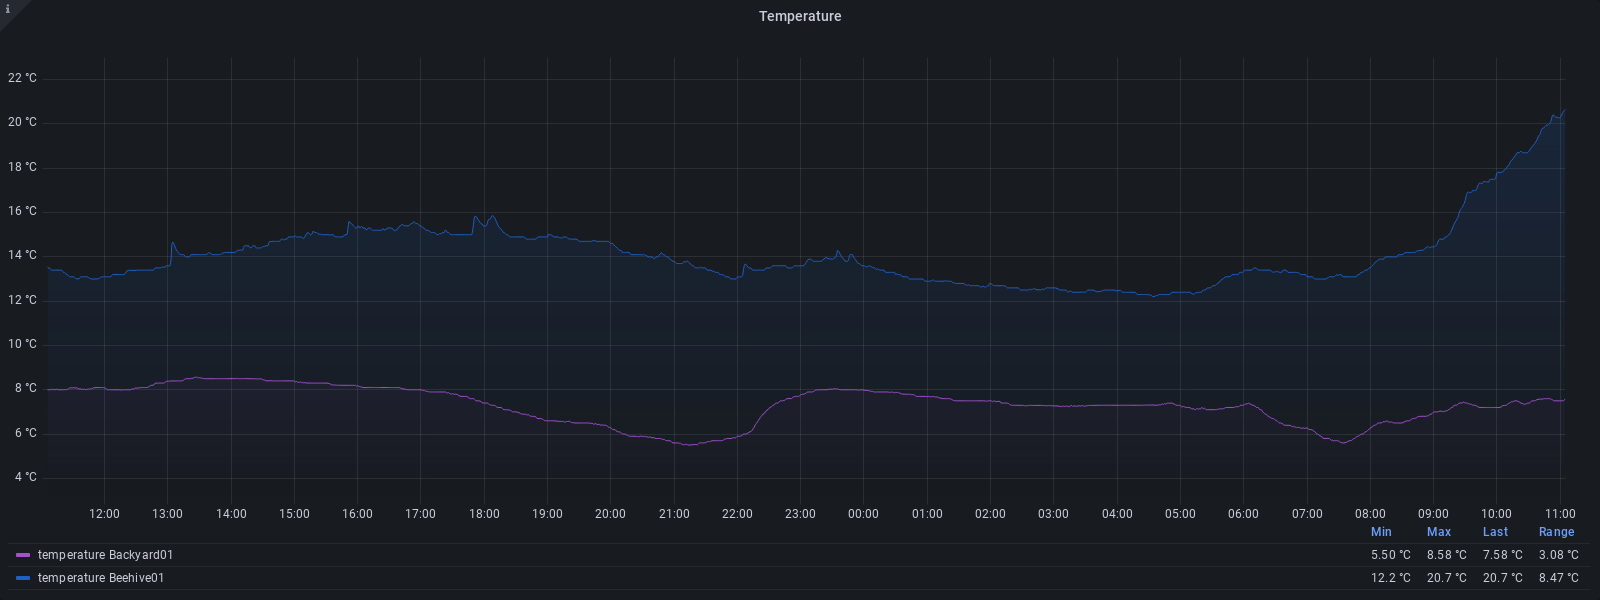 i
Temperature
22 °C
20 °C
18 °C
16 °C
14 °C
12 °C
10 °C
8 °C
6 °C
4 °C
12:00 13:00 14:00 15:00 16:00 17:00 18:00 19:00 20:00 21:00 22:00 23:00 00:00 01:00 02:00 03:00 04:00 05:00 06:00 07:00 08:00 09:00 10:00 11:00
Min Max Last Range
temperature Backyard01 5.50 °C 8.58 °C 7.58 °C 3.08 °C
temperature Beehive01 12.2 °C 20.7 °C 20.7 °C 8.47 °C